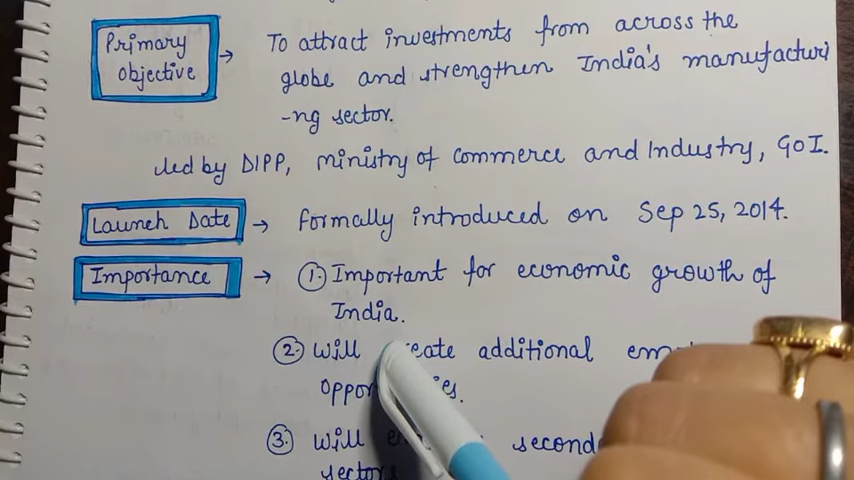 Primary objective → To attract investments from across the
globe and strengthen India's manufacturi
-ng sector.
led by DIPP, ministry of commerce and Industry, GOI.
Launch Date → formally introduced on Sep 25, 2014.
Importance → 1. Important for economic growth of
India.
2. Will additional
3. Will
sectors